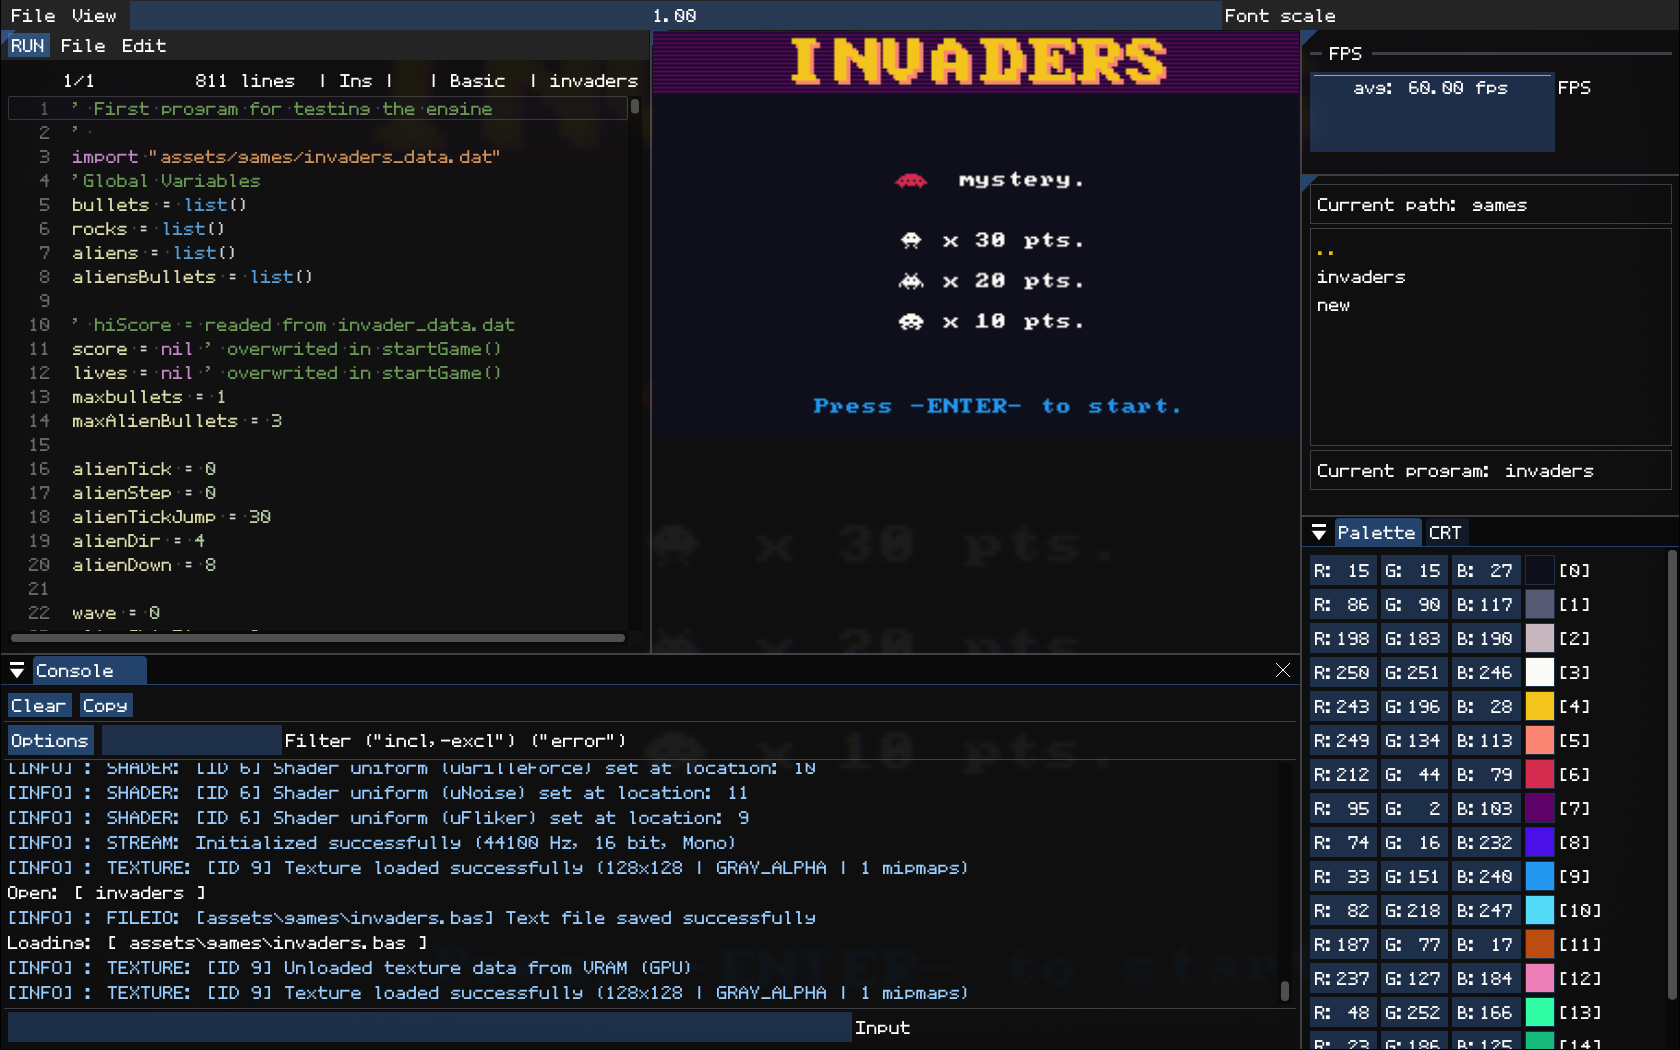 File View 1.00 Font scale
RUN File Edit
1/1 811 lines | Ins | | Basic | invaders
1 ' First program for testing the engine
2 '
3 import "assets/games/invaders_data.dat"
4 'Global Variables
5 bullets = list()
6 rocks = list()
7 aliens = list()
8 aliensBullets = list()
9
10 ' hiScore = readed from invader_data.dat
11 score = nil ' overwrited in startGame()
12 lives = nil ' overwrited in startGame()
13 maxbullets = 1
14 maxAlienBullets = 3
15
16 alienTick = 0
17 alienStep = 0
18 alienTickJump = 30
19 alienDir = 4
20 alienDown = 8
21
22 wave = 0
INVADERS
mystery.
x 30 pts.
x 20 pts.
x 10 pts.
Press -ENTER- to start.
x 30 pts.
x 20 pts.
x 10 pts.
FPS
avg: 60.00 fps FPS
Current path: games
..
invaders
new
Current program: invaders
Palette CRT
R: 15 G: 15 B: 27 [0]
R: 86 G: 90 B:117 [1]
R:198 G:183 B:190 [2]
R:250 G:251 B:246 [3]
R:243 G:196 B: 28 [4]
R:249 G:134 B:113 [5]
R:212 G: 44 B: 79 [6]
R: 95 G: 2 B:103 [7]
R: 74 G: 16 B:232 [8]
R: 33 G:151 B:240 [9]
R: 82 G:218 B:247 [10]
R:187 G: 77 B: 17 [11]
R:237 G:127 B:184 [12]
R: 48 G:252 B:166 [13]
R: 23 G:186 B:125 [14]
Console
Clear Copy
Options Filter ("incl,-excl") ("error")
[INFO] : SHADER: [ID 6] Shader uniform (uGrilleForce) set at location: 10
[INFO] : SHADER: [ID 6] Shader uniform (uNoise) set at location: 11
[INFO] : SHADER: [ID 6] Shader uniform (uFliker) set at location: 9
[INFO] : STREAM: Initialized successfully (44100 Hz, 16 bit, Mono)
[INFO] : TEXTURE: [ID 9] Texture loaded successfully (128x128 | GRAY_ALPHA | 1 mipmaps)
Open: [ invaders ]
[INFO] : FILEIO: [assets\games\invaders.bas] Text file saved successfully
Loading: [ assets\games\invaders.bas ]
[INFO] : TEXTURE: [ID 9] Unloaded texture data from VRAM (GPU)
[INFO] : TEXTURE: [ID 9] Texture loaded successfully (128x128 | GRAY_ALPHA | 1 mipmaps)
Input